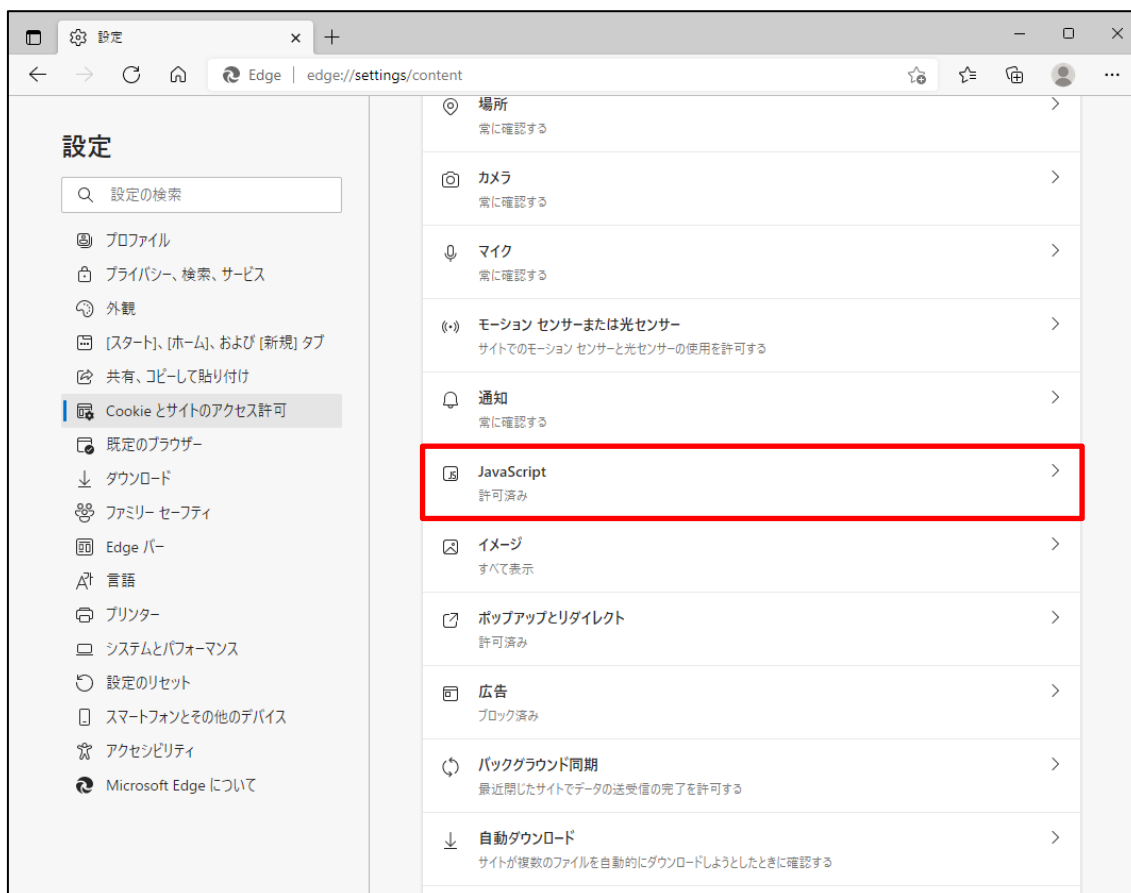 設定
Edge
edge://settings/content
設定
設定の検索
プロファイル
プライバシー、検索、サービス
外観
[スタート]、[ホーム]、および [新規] タブ
共有、コピーして貼り付け
Cookie とサイトのアクセス許可
既定のブラウザー
ダウンロード
ファミリー セーフティ
Edge バー
言語
プリンター
システムとパフォーマンス
設定のリセット
スマートフォンとその他のデバイス
アクセシビリティ
Microsoft Edge について
場所
常に確認する
カメラ
常に確認する
マイク
常に確認する
モーション センサーまたは光センサー
サイトでのモーション センサーと光センサーの使用を許可する
通知
常に確認する
JS
JavaScript
許可済み
イメージ
すべて表示
ポップアップとリダイレクト
許可済み
広告
ブロック済み
バックグラウンド同期
最近閉じたサイトでデータの送受信の完了を許可する
自動ダウンロード
サイトが複数のファイルを自動的にダウンロードしようとしたときに確認する